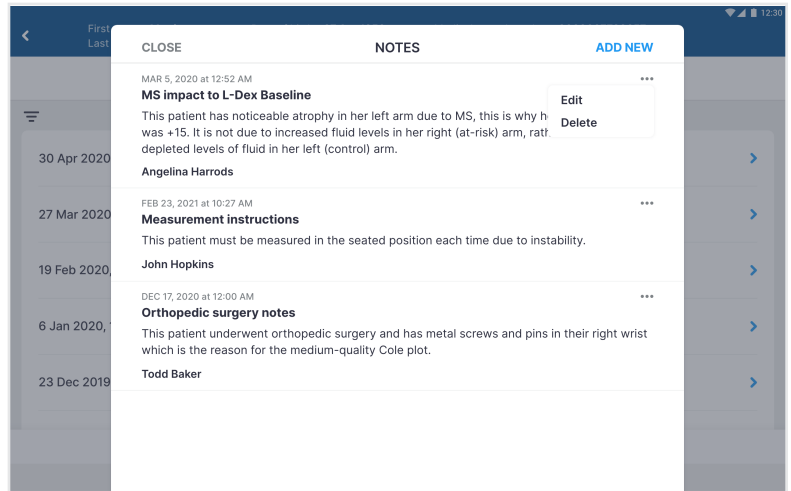 12:30
First
Last
CLOSE
NOTES
ADD NEW
MAR 5, 2020 at 12:52 AM
MS impact to L-Dex Baseline
Edit
Delete
This patient has noticeable atrophy in her left arm due to MS, this is why
was +15. It is not due to increased fluid levels in her right (at-risk) arm,
depleted levels of fluid in her left (control) arm.
Angelina Harrods
FEB 23, 2021 at 10:27 AM
Measurement instructions
This patient must be measured in the seated position each time due to instability.
John Hopkins
DEC 17, 2020 at 12:00 AM
Orthopedic surgery notes
This patient underwent orthopedic surgery and has metal screws and pins in their right wrist
which is the reason for the medium-quality Cole plot.
Todd Baker
30 Apr 2020
27 Mar 2020
19 Feb 2020,
6 Jan 2020,
23 Dec 2019